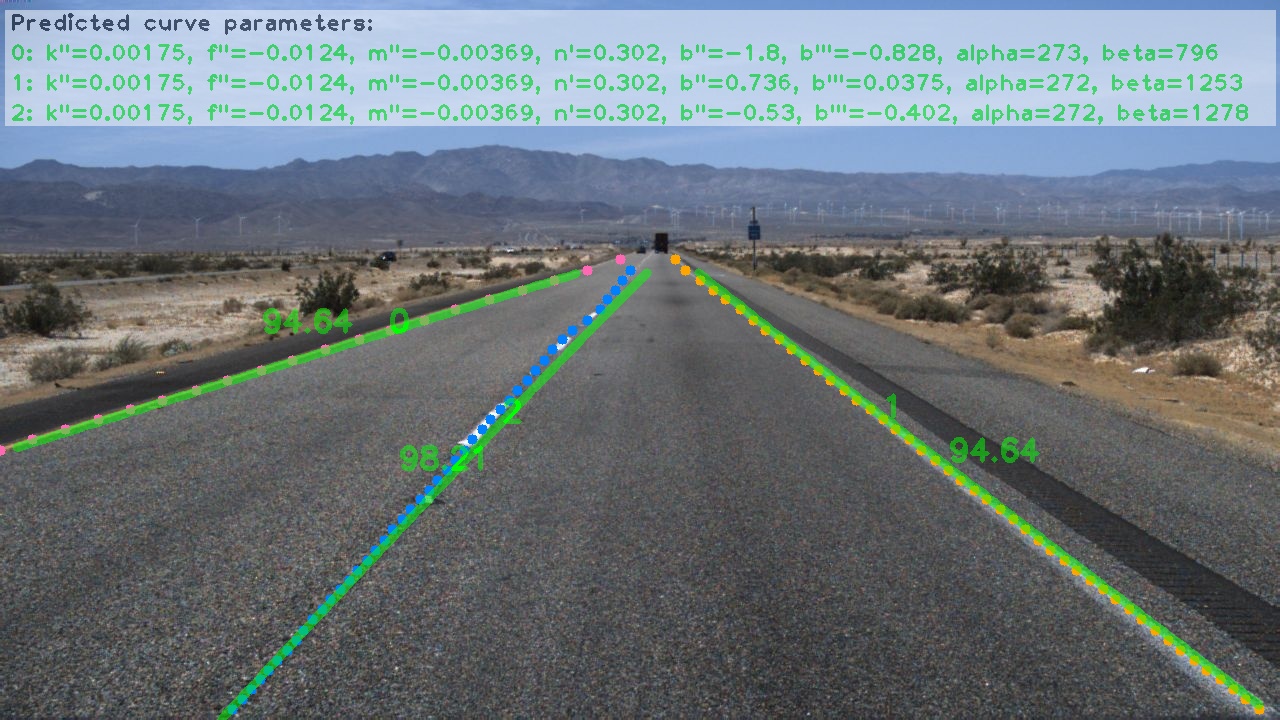 Predicted curve parameters:
0: k''=0.00175, f''=-0.0124, m''=-0.00369, n'=0.302, b''=-1.8, b'''=-0.828, alpha=273, beta=796
1: k''=0.00175, f''=-0.0124, m''=-0.00369, n'=0.302, b''=0.736, b'''=0.0375, alpha=272, beta=1253
2: k''=0.00175, f''=-0.0124, m''=-0.00369, n'=0.302, b''=-0.53, b'''=-0.402, alpha=272, beta=1278
94.64 0
1
2
98.21
94.64